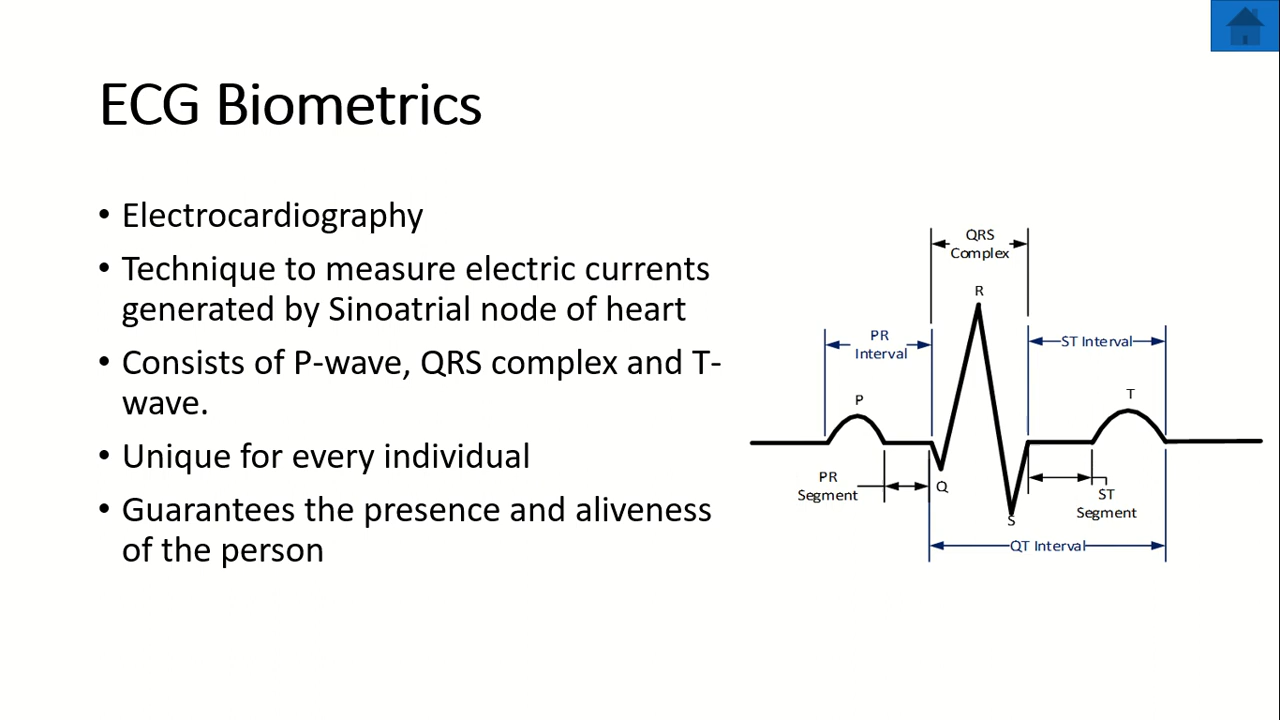 ECG Biometrics
• Electrocardiography
• Technique to measure electric currents
generated by Sinoatrial node of heart
• Consists of P-wave, QRS complex and T-
wave.
• Unique for every individual
• Guarantees the presence and aliveness
of the person
QRS
Complex
R
PR
Interval
ST Interval
P
T
PR
Segment
Q
ST
Segment
S
QT Interval